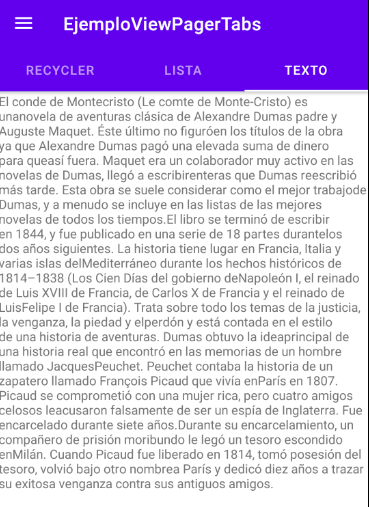 EjemploViewPagerTabs
RECYCLER LISTA TEXTO
El conde de Montecristo (Le comte de Monte-Cristo) es
unanovela de aventuras clásica de Alexandre Dumas padre y
Auguste Maquet. Éste último no figuróen los títulos de la obra
ya que Alexandre Dumas pagó una elevada suma de dinero
para queasí fuera. Maquet era un colaborador muy activo en las
novelas de Dumas, llegó a escribirenteras que Dumas reescribió
más tarde. Esta obra se suele considerar como el mejor trabajode
Dumas, y a menudo se incluye en las listas de las mejores
novelas de todos los tiempos.El libro se terminó de escribir
en 1844, y fue publicado en una serie de 18 partes durantelos
dos años siguientes. La historia tiene lugar en Francia, Italia y
varias islas delMediterráneo durante los hechos históricos de
1814–1838 (Los Cien Días del gobierno deNapoleón I, el reinado
de Luis XVIII de Francia, de Carlos X de Francia y el reinado de
LuisFelipe I de Francia). Trata sobre todo los temas de la justicia,
la venganza, la piedad y elperdón y está contada en el estilo
de una historia de aventuras. Dumas obtuvo la ideaprincipal de
una historia real que encontró en las memorias de un hombre
llamado JacquesPeuchet. Peuchet contaba la historia de un
zapatero llamado François Picaud que vivía enParís en 1807.
Picaud se comprometió con una mujer rica, pero cuatro amigos
celosos leacusaron falsamente de ser un espía de Inglaterra. Fue
encarcelado durante siete años.Durante su encarcelamiento, un
compañero de prisión moribundo le legó un tesoro escondido
enMilán. Cuando Picaud fue liberado en 1814, tomó posesión del
tesoro, volvió bajo otro nombrea París y dedicó diez años a trazar
su exitosa venganza contra sus antiguos amigos.